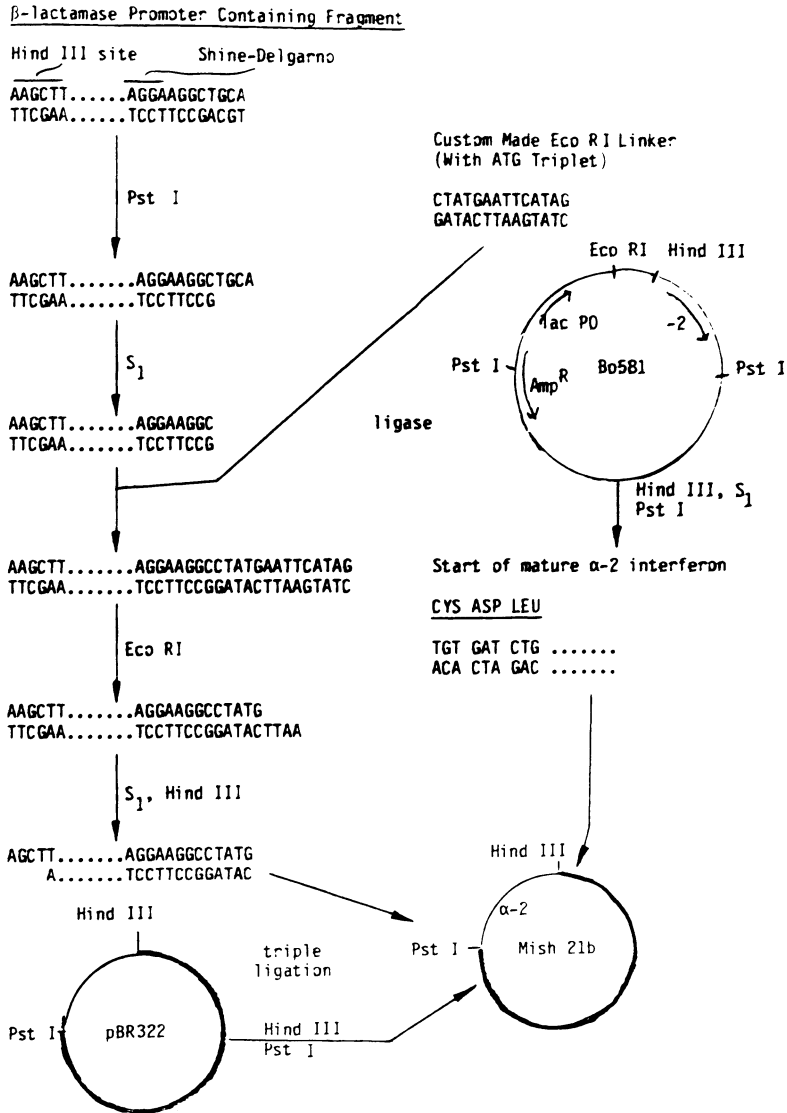 β-lactamase Promoter Containing Fragment
Hind III site Shine-Delgarno
AAGCTT......AGGAAGGCTGCA
TTCGAA......TCCTTCCGACGT
Pst I
AAGCTT.......AGGAAGGCTGCA
TTCGAA.......TCCTTCCG
S1
AAGCTT.......AGGAAGGC
TTCGAA.......TCCTTCCG
AAGCTT.......AGGAAGGCCTATGAATTCATAG
TTCGAA.......TCCTTCCGGATACTTAAGTATC
Eco RI
AAGCTT.......AGGAAGGCCTATG
TTCGAA.......TCCTTCCGGATACTTAA
S1, Hind III
AGCTT.......AGGAAGGCCTATG
A.......TCCTTCCGGATAC
Custom Made Eco RI Linker
(With ATG Triplet)
CTATGAATTCATAG
GATACTTAAGTATC
Eco RI Hind III
lac PO
-2
Pst I
AmpR
Bo581
Pst I
ligase
Hind III, S1
Pst I
Start of mature α-2 interferon
CYS ASP LEU
TGT GAT CTG .......
ACA CTA GAC .......
Hind III
α-2
Pst I
Mish 21b
Hind III
Pst I
pBR322
triple
ligation
Hind III
Pst I